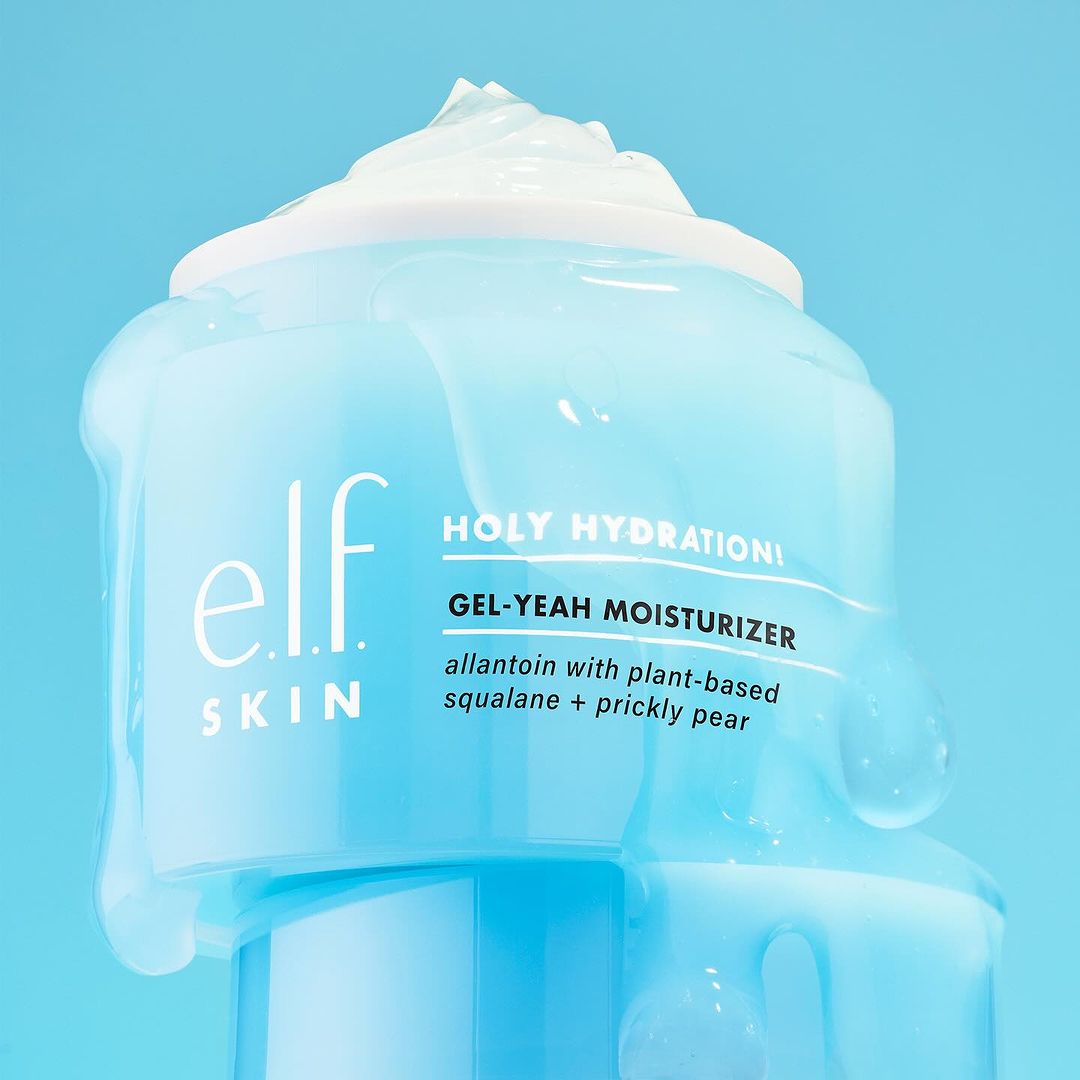 e.l.f.
SKIN
HOLY HYDRATION!
GEL-YEAH MOISTURIZER
allantoin with plant-based
squalane + prickly pear